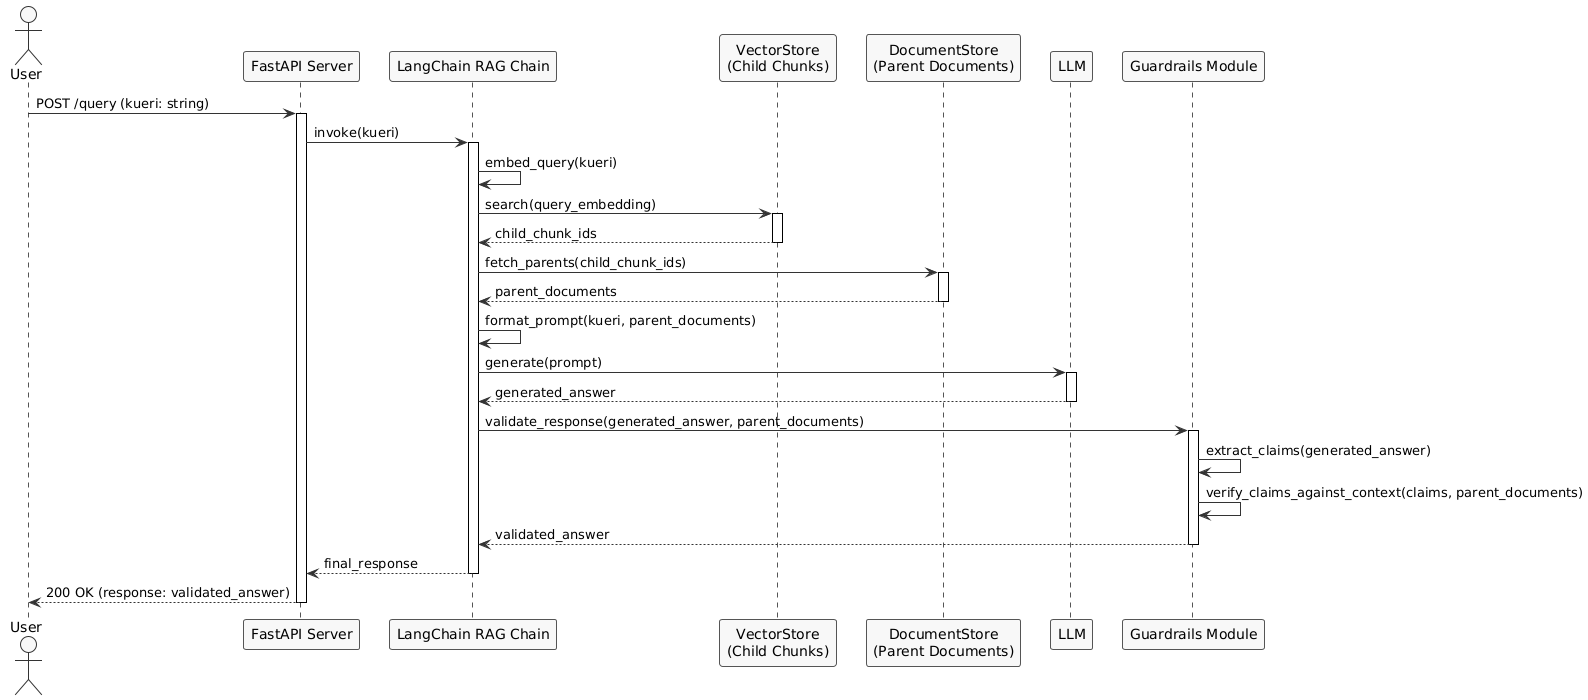 User
FastAPI Server
LangChain RAG Chain
VectorStore
(Child Chunks)
DocumentStore
(Parent Documents)
LLM
Guardrails Module
POST /query (kueri: string)
invoke(kueri)
embed_query(kueri)
search(query_embedding)
child_chunk_ids
fetch_parents(child_chunk_ids)
parent_documents
format_prompt(kueri, parent_documents)
generate(prompt)
generated_answer
validate_response(generated_answer, parent_documents)
extract_claims(generated_answer)
verify_claims_against_context(claims, parent_documents)
validated_answer
final_response
200 OK (response: validated_answer)
User
FastAPI Server
LangChain RAG Chain
VectorStore
(Child Chunks)
DocumentStore
(Parent Documents)
LLM
Guardrails Module